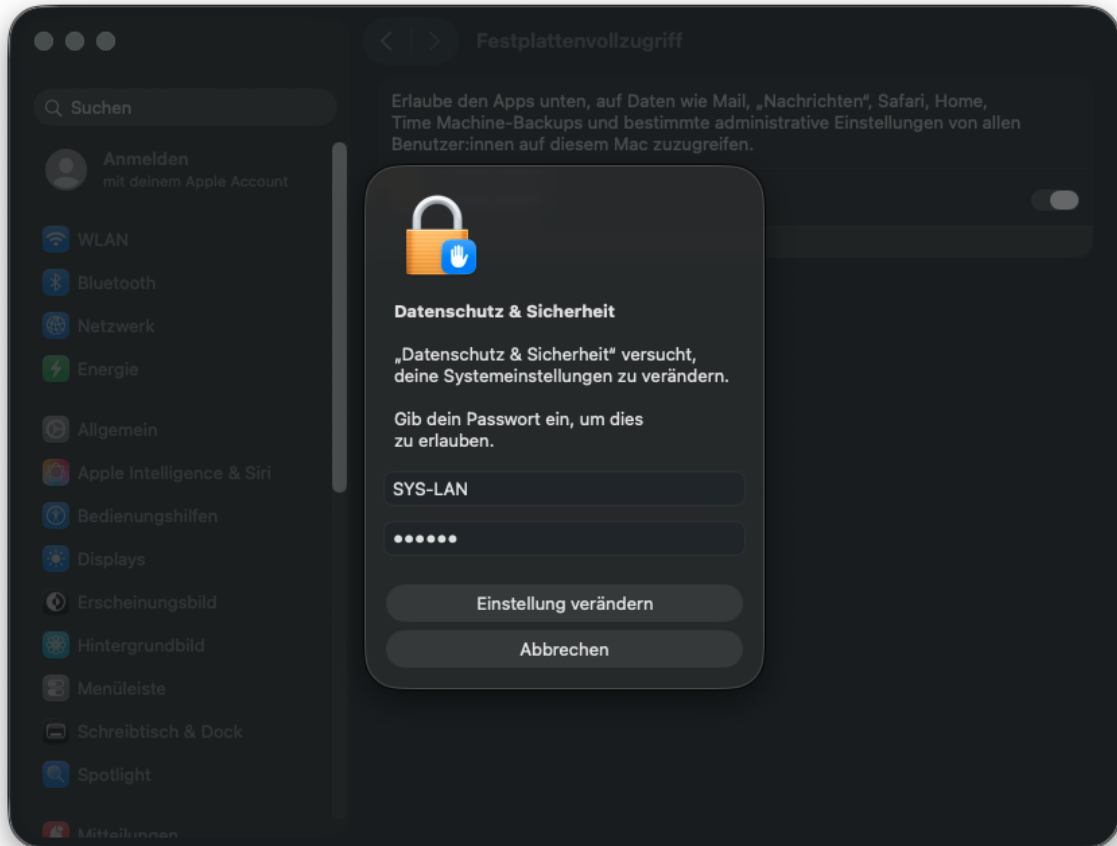 Festplattenvollzugriff
Suchen
Erlaube den Apps unten, auf Daten wie Mail, „Nachrichten“, Safari, Home,
Time Machine-Backups und bestimmte administrative Einstellungen von allen
Benutzer:innen auf diesem Mac zuzugreifen.
Anmelden
mit deinem Apple Account
WLAN
Bluetooth
Netzwerk
Energie
Allgemein
Apple Intelligence & Siri
Bedienungshilfen
Displays
Erscheinungsbild
Hintergrundbild
Menüleiste
Schreibtisch & Dock
Spotlight
Mitteilungen
Datenschutz & Sicherheit
„Datenschutz & Sicherheit“ versucht,
deine Systemeinstellungen zu verändern.
Gib dein Passwort ein, um dies
zu erlauben.
SYS-LAN
••••••
Einstellung verändern
Abbrechen